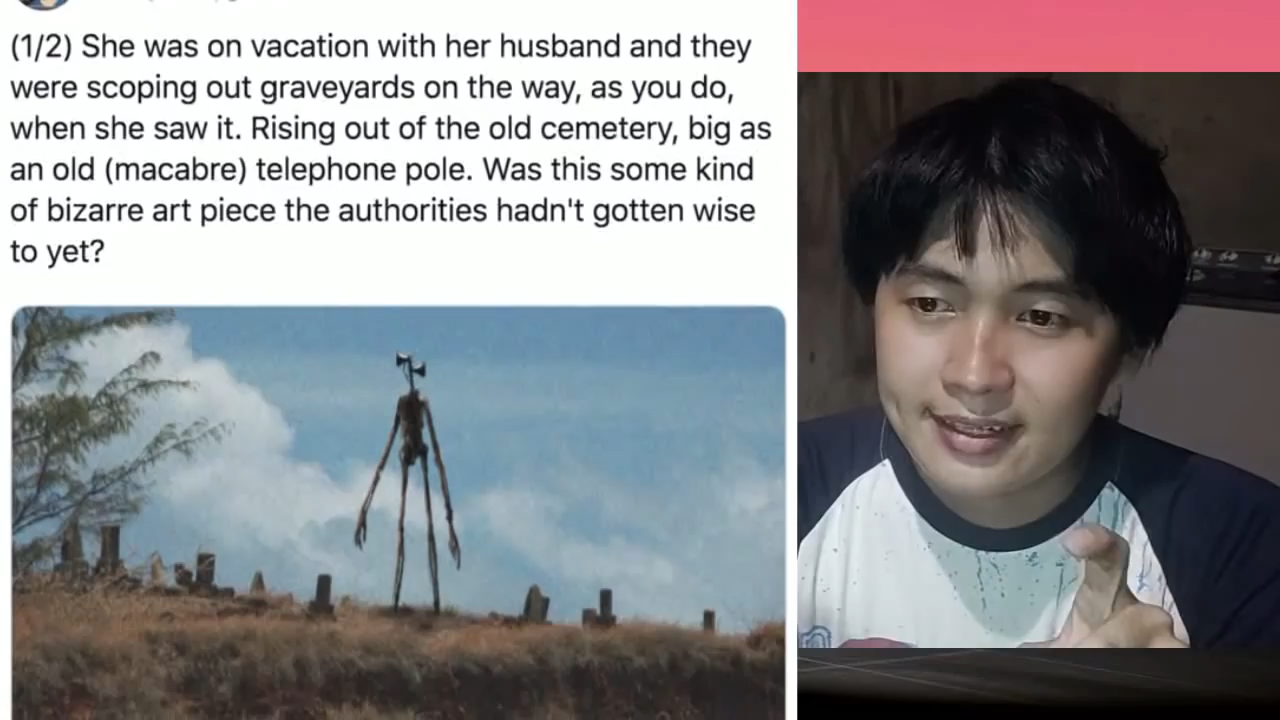 (1/2) She was on vacation with her husband and they
were scoping out graveyards on the way, as you do,
when she saw it. Rising out of the old cemetery, big as
an old (macabre) telephone pole. Was this some kind
of bizarre art piece the authorities hadn't gotten wise
to yet?